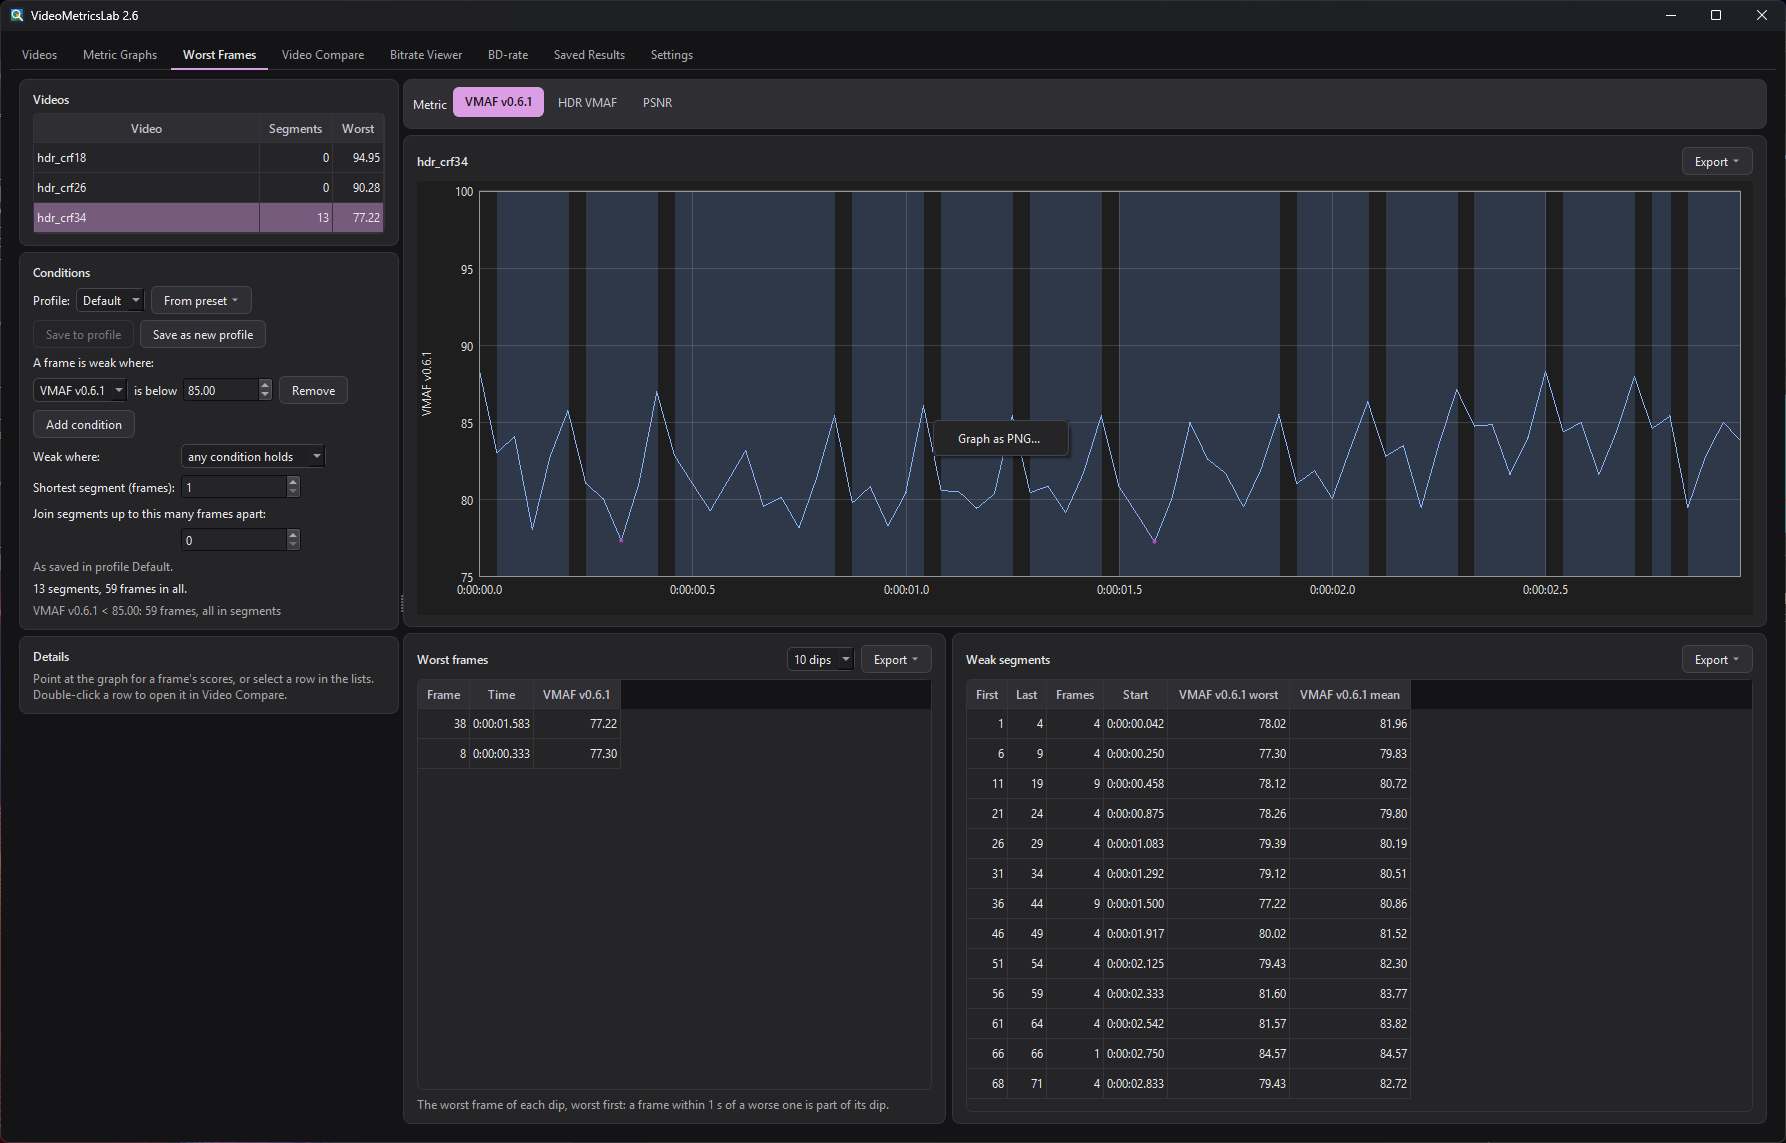 VideoMetricsLab 2.6
Videos Metric Graphs Worst Frames Video Compare Bitrate Viewer BD-rate Saved Results Settings
Videos
Video Segments Worst
hdr_crf18 0 94.95
hdr_crf26 0 90.28
hdr_crf34 13 77.22
Conditions
Profile: Default From preset
Save to profile Save as new profile
A frame is weak where:
VMAF v0.6.1 is below 85.00 Remove
Add condition
Weak where: any condition holds
Shortest segment (frames): 1
Join segments up to this many frames apart:
0
As saved in profile Default.
13 segments, 59 frames in all.
VMAF v0.6.1 < 85.00: 59 frames, all in segments
Details
Point at the graph for a frame's scores, or select a row in the lists.
Double-click a row to open it in Video Compare.
Metric VMAF v0.6.1 HDR VMAF PSNR
hdr_crf34 Export
100
95
90
85
80
75
VMAF v0.6.1
Graph as PNG...
0:00:00.0 0:00:00.5 0:00:01.0 0:00:01.5 0:00:02.0 0:00:02.5
Worst frames 10 dips Export
Frame Time VMAF v0.6.1
38 0:00:01.583 77.22
8 0:00:00.333 77.30
The worst frame of each dip, worst first: a frame within 1 s of a worse one is part of its dip.
Weak segments Export
First Last Frames Start VMAF v0.6.1 worst VMAF v0.6.1 mean
1 4 4 0:00:00.042 78.02 81.96
6 9 4 0:00:00.250 77.30 79.83
11 19 9 0:00:00.458 78.12 80.72
21 24 4 0:00:00.875 78.26 79.80
26 29 4 0:00:01.083 79.39 80.19
31 34 4 0:00:01.292 79.12 80.51
36 44 9 0:00:01.500 77.22 80.86
46 49 4 0:00:01.917 80.02 81.52
51 54 4 0:00:02.125 79.43 82.30
56 59 4 0:00:02.333 81.60 83.77
61 64 4 0:00:02.542 81.57 83.82
66 66 1 0:00:02.750 84.57 84.57
68 71 4 0:00:02.833 79.43 82.72